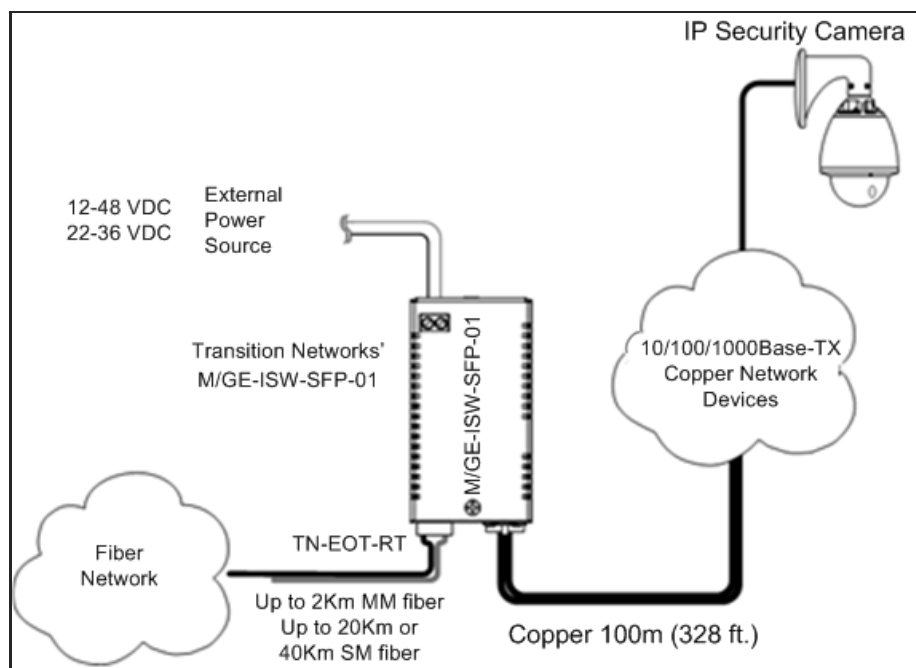 IP Security Camera
12-48 VDC
22-36 VDC
External
Power
Source
Transition Networks'
M/GE-ISW-SFP-01
M/GE-ISW-SFP-01
10/100/1000Base-TX
Copper Network
Devices
Fiber
Network
TN-EOT-RT
Up to 2Km MM fiber
Up to 20Km or
40Km SM fiber
Copper 100m (328 ft.)